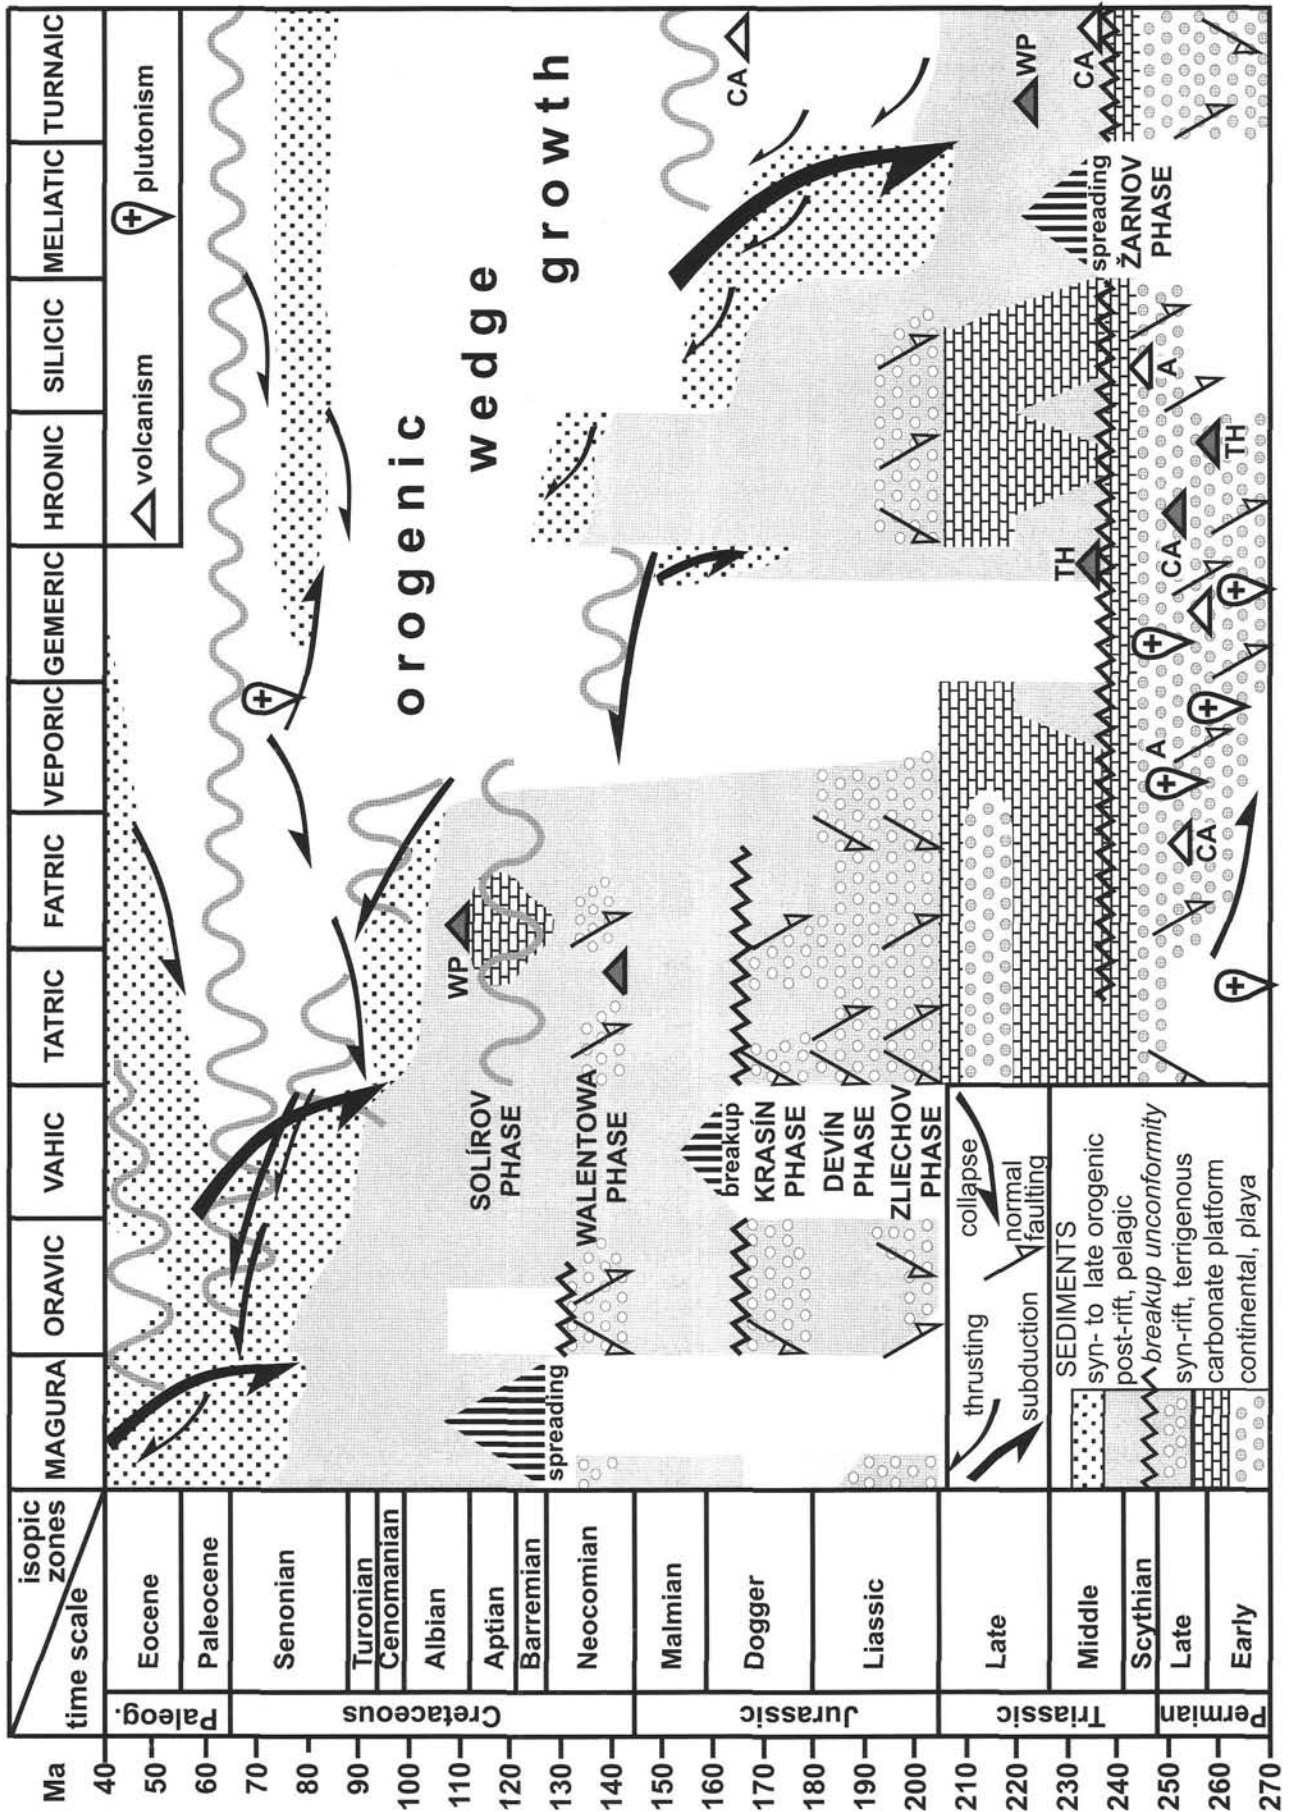 isopic
zones
time scale
MAGURA
ORAVIC
VAHIC
TATRIC
FATRIC
VEPORIC
GEMERIC
HRONIC
SILICIC
MELIATIC
TURNAIC
Ma
40
50
60
70
80
90
100
110
120
130
140
150
160
170
180
190
200
210
220
230
240
250
260
270
Paleog.
Cretaceous
Jurassic
Triassic
Permian
Eocene
Paleocene
Senonian
Turonian
Cenomanian
Albian
Aptian
Barremian
Neocomian
Malmian
Dogger
Liassic
Late
Middle
Scythian
Late
Early
volcanism
plutonism
orogenic
wedge
growth
CA
WP
SOLÍROV
PHASE
WALENTOWA
PHASE
spreading
breakup
KRASÍN
PHASE
DEVÍN
PHASE
ZLIECHOV
PHASE
WP
CA
spreading
ŽARNOV
PHASE
TH
CA
A
TH
A
CA
thrusting
collapse
subduction
normal
faulting
SEDIMENTS
syn- to late orogenic
post-rift, pelagic
breakup unconformity
syn-rift, terrigenous
carbonate platform
continental, playa